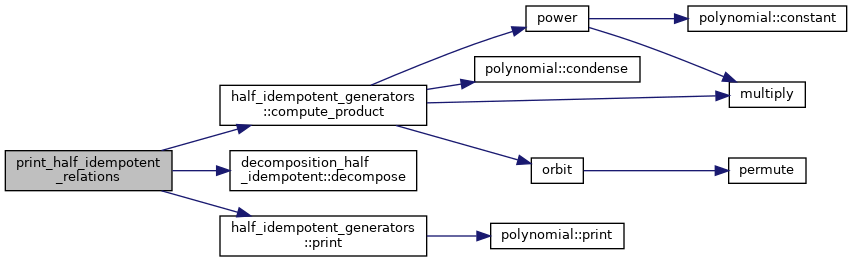 print_half_idempotent
_relations
half_idempotent_generators
::compute_product
decomposition_half
_idempotent::decompose
half_idempotent_generators
::print
power
polynomial::condense
orbit
polynomial::print
polynomial::constant
multiply
permute